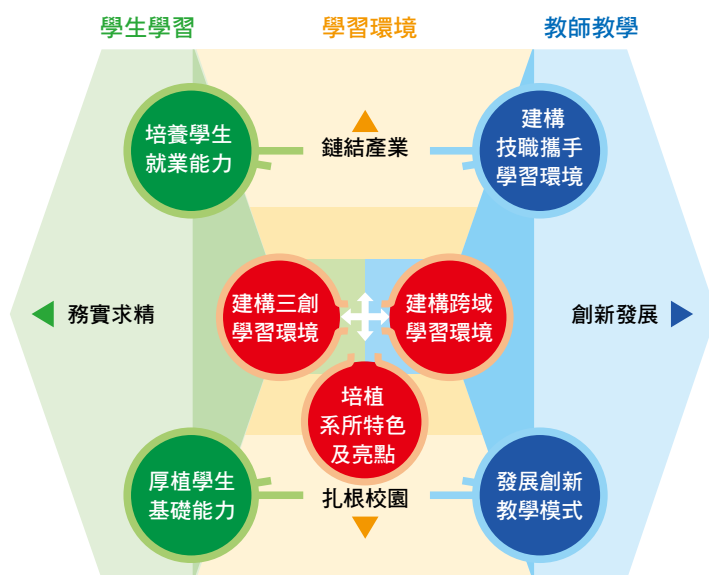 學生學習
學習環境
教師教學
培養學生
就業能力
鏈結產業
建構
技職攜手
學習環境
務實求精
建構三創
學習環境
建構跨域
學習環境
創新發展
培植
系所特色
及亮點
厚植學生
基礎能力
扎根校園
發展創新
教學模式